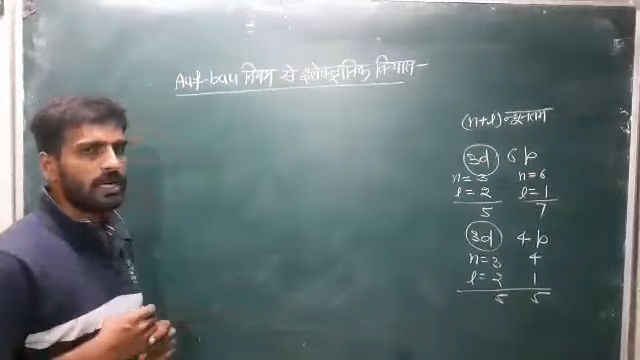 Auf-bau नियम से इलेक्ट्रानिक विन्यास-
(n+l) न्यूनतम
3d 6p
n=3 n=6
l=2 l=1
5 7
3d 4p
n=3 4
l=2 1
5 5